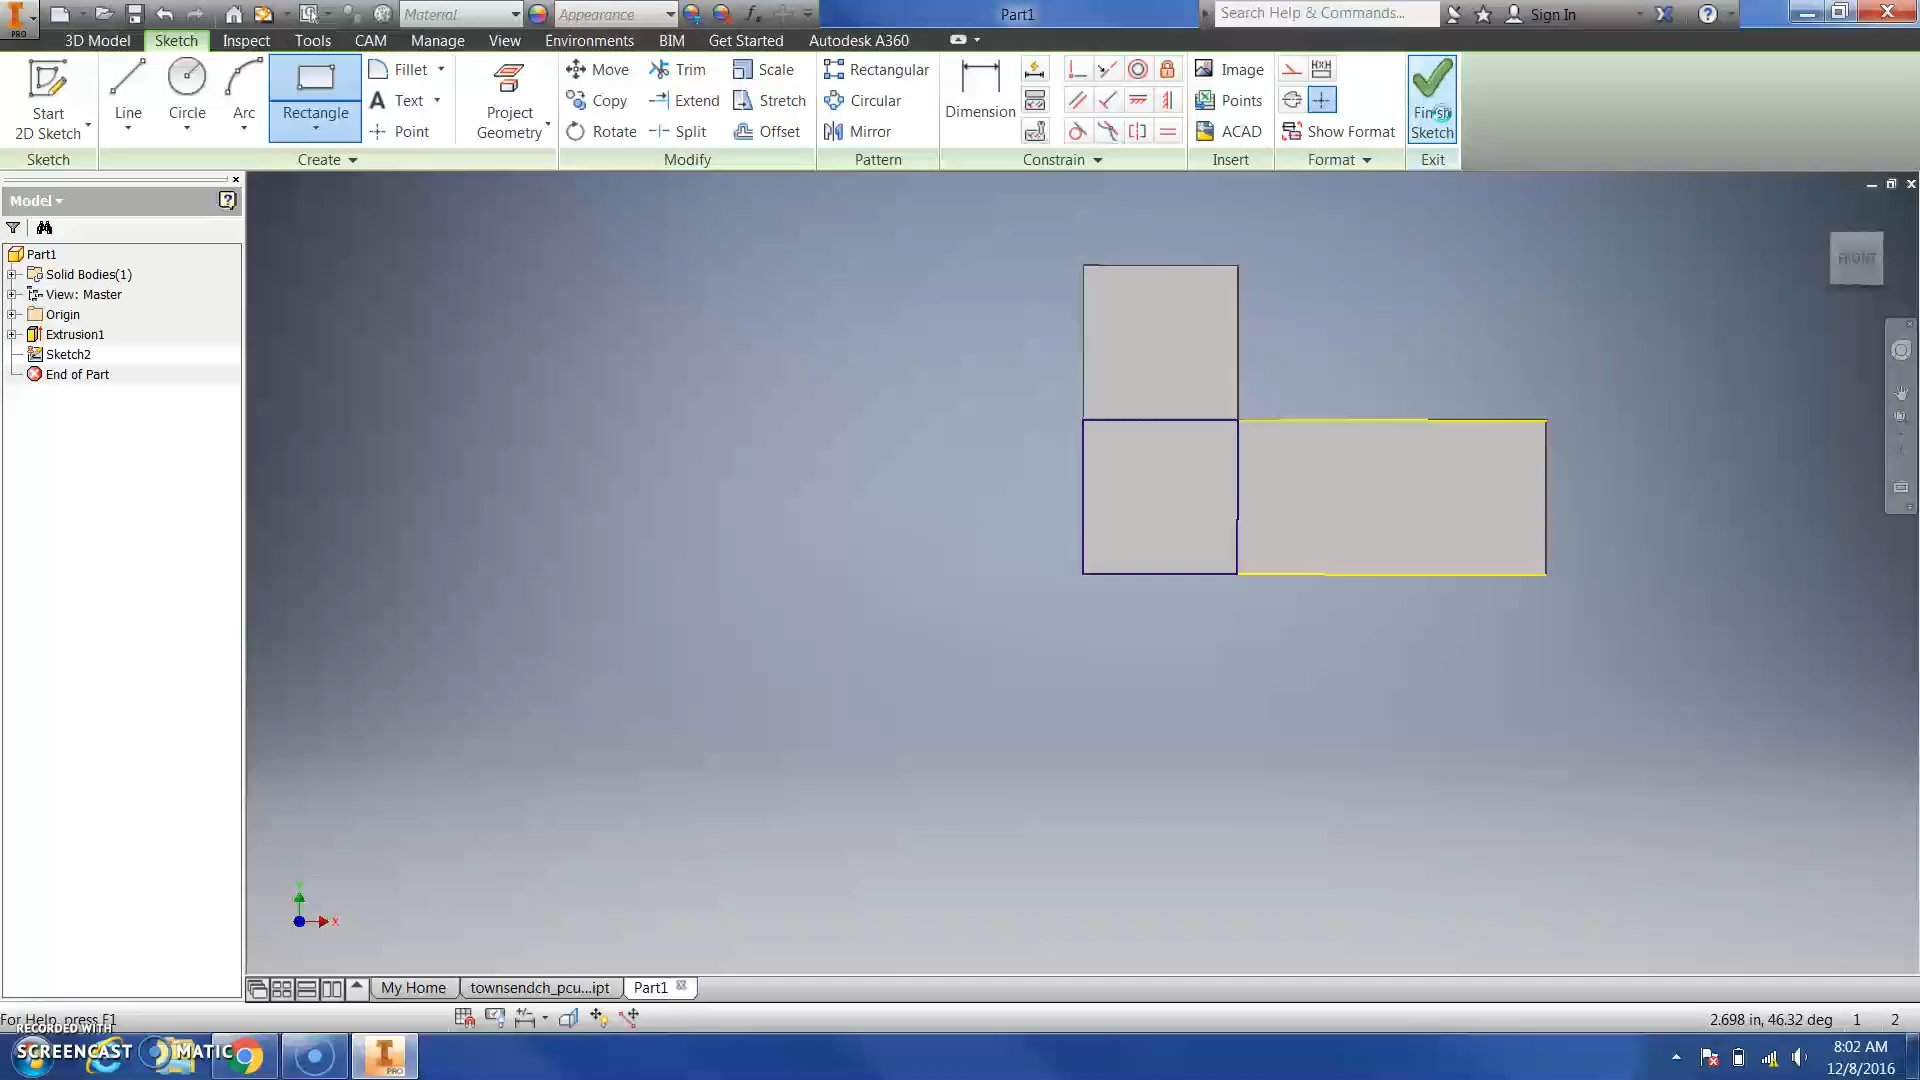 PRO
Material
Appearance
Part1
Search Help & Commands...
Sign In
3D Model
Sketch
Inspect
Tools
CAM
Manage
View
Environments
BIM
Get Started
Autodesk A360
Start
2D Sketch
Line
Circle
Arc
Rectangle
Fillet
Text
Point
Project
Geometry
Move
Copy
Rotate
Trim
Extend
Split
Scale
Stretch
Offset
Rectangular
Circular
Mirror
Dimension
Image
Points
ACAD
Show Format
Finish
Sketch
Sketch
Create
Modify
Pattern
Constrain
Insert
Format
Exit
Model
FRONT
Part1
Solid Bodies(1)
View: Master
Origin
Extrusion1
Sketch2
End of Part
X
My Home
townsendch_pcu...ipt
Part1
For Help, press F1
2.698 in, 46.32 deg 1 2
RECORDED WITH
SCREENCAST MATIC
PRO
8:02 AM
12/8/2016